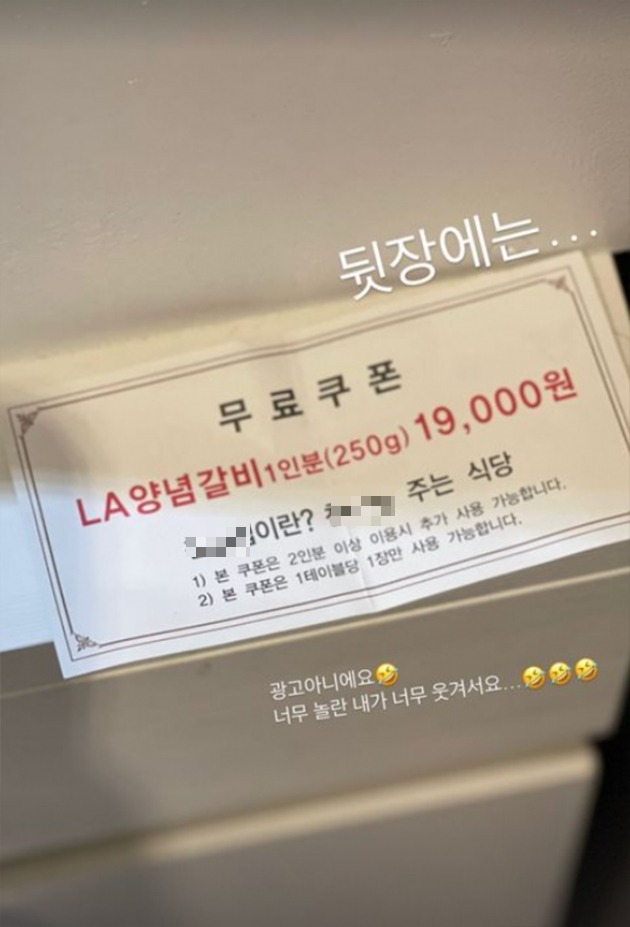 뒷장에는...
무료쿠폰
LA양념갈비1인분(250g) 19,000원
이란? 주는 식당
1) 본 쿠폰은 2인분 이상 이용시 추가 사용 가능합니다.
2) 본 쿠폰은 1테이블당 1장만 사용 가능합니다.
광고아니에요🤣
너무 놀란 내가 너무 웃겨서요...🤣🤣🤣